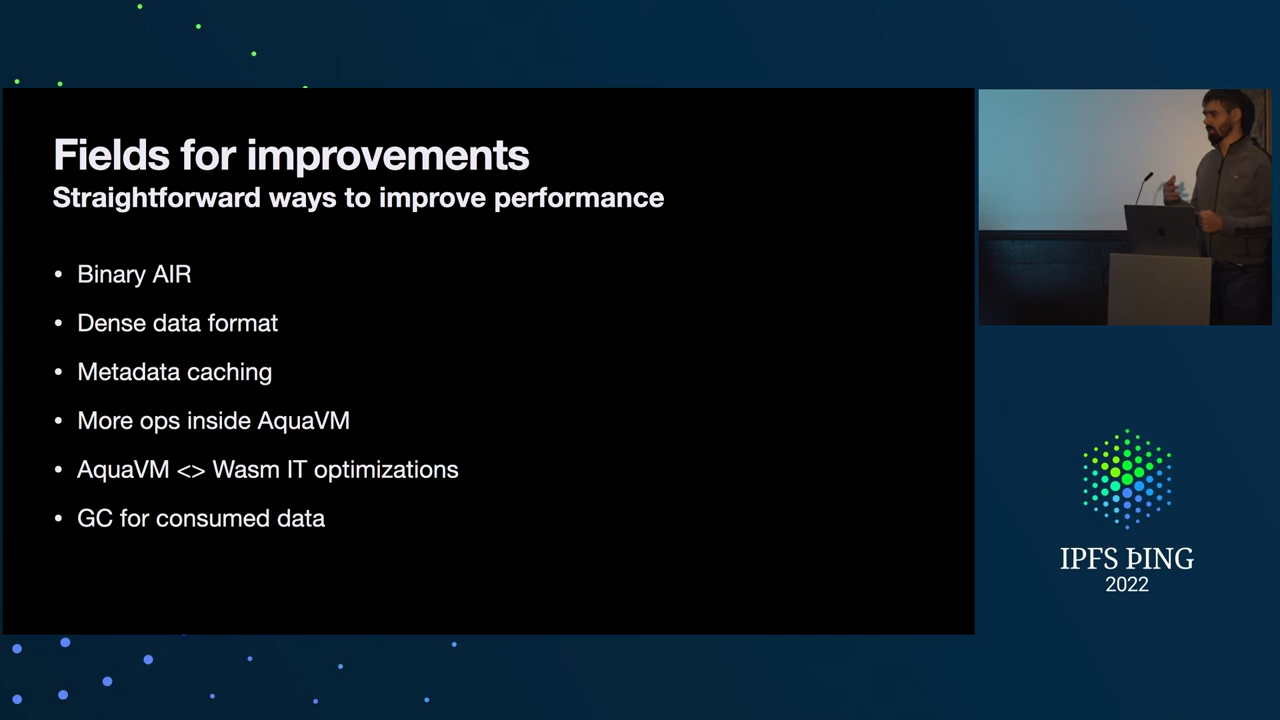 Fields for improvements
Straightforward ways to improve performance
• Binary AIR
• Dense data format
• Metadata caching
• More ops inside AquaVM
• AquaVM <> Wasm IT optimizations
• GC for consumed data
IPFS ÞING
2022